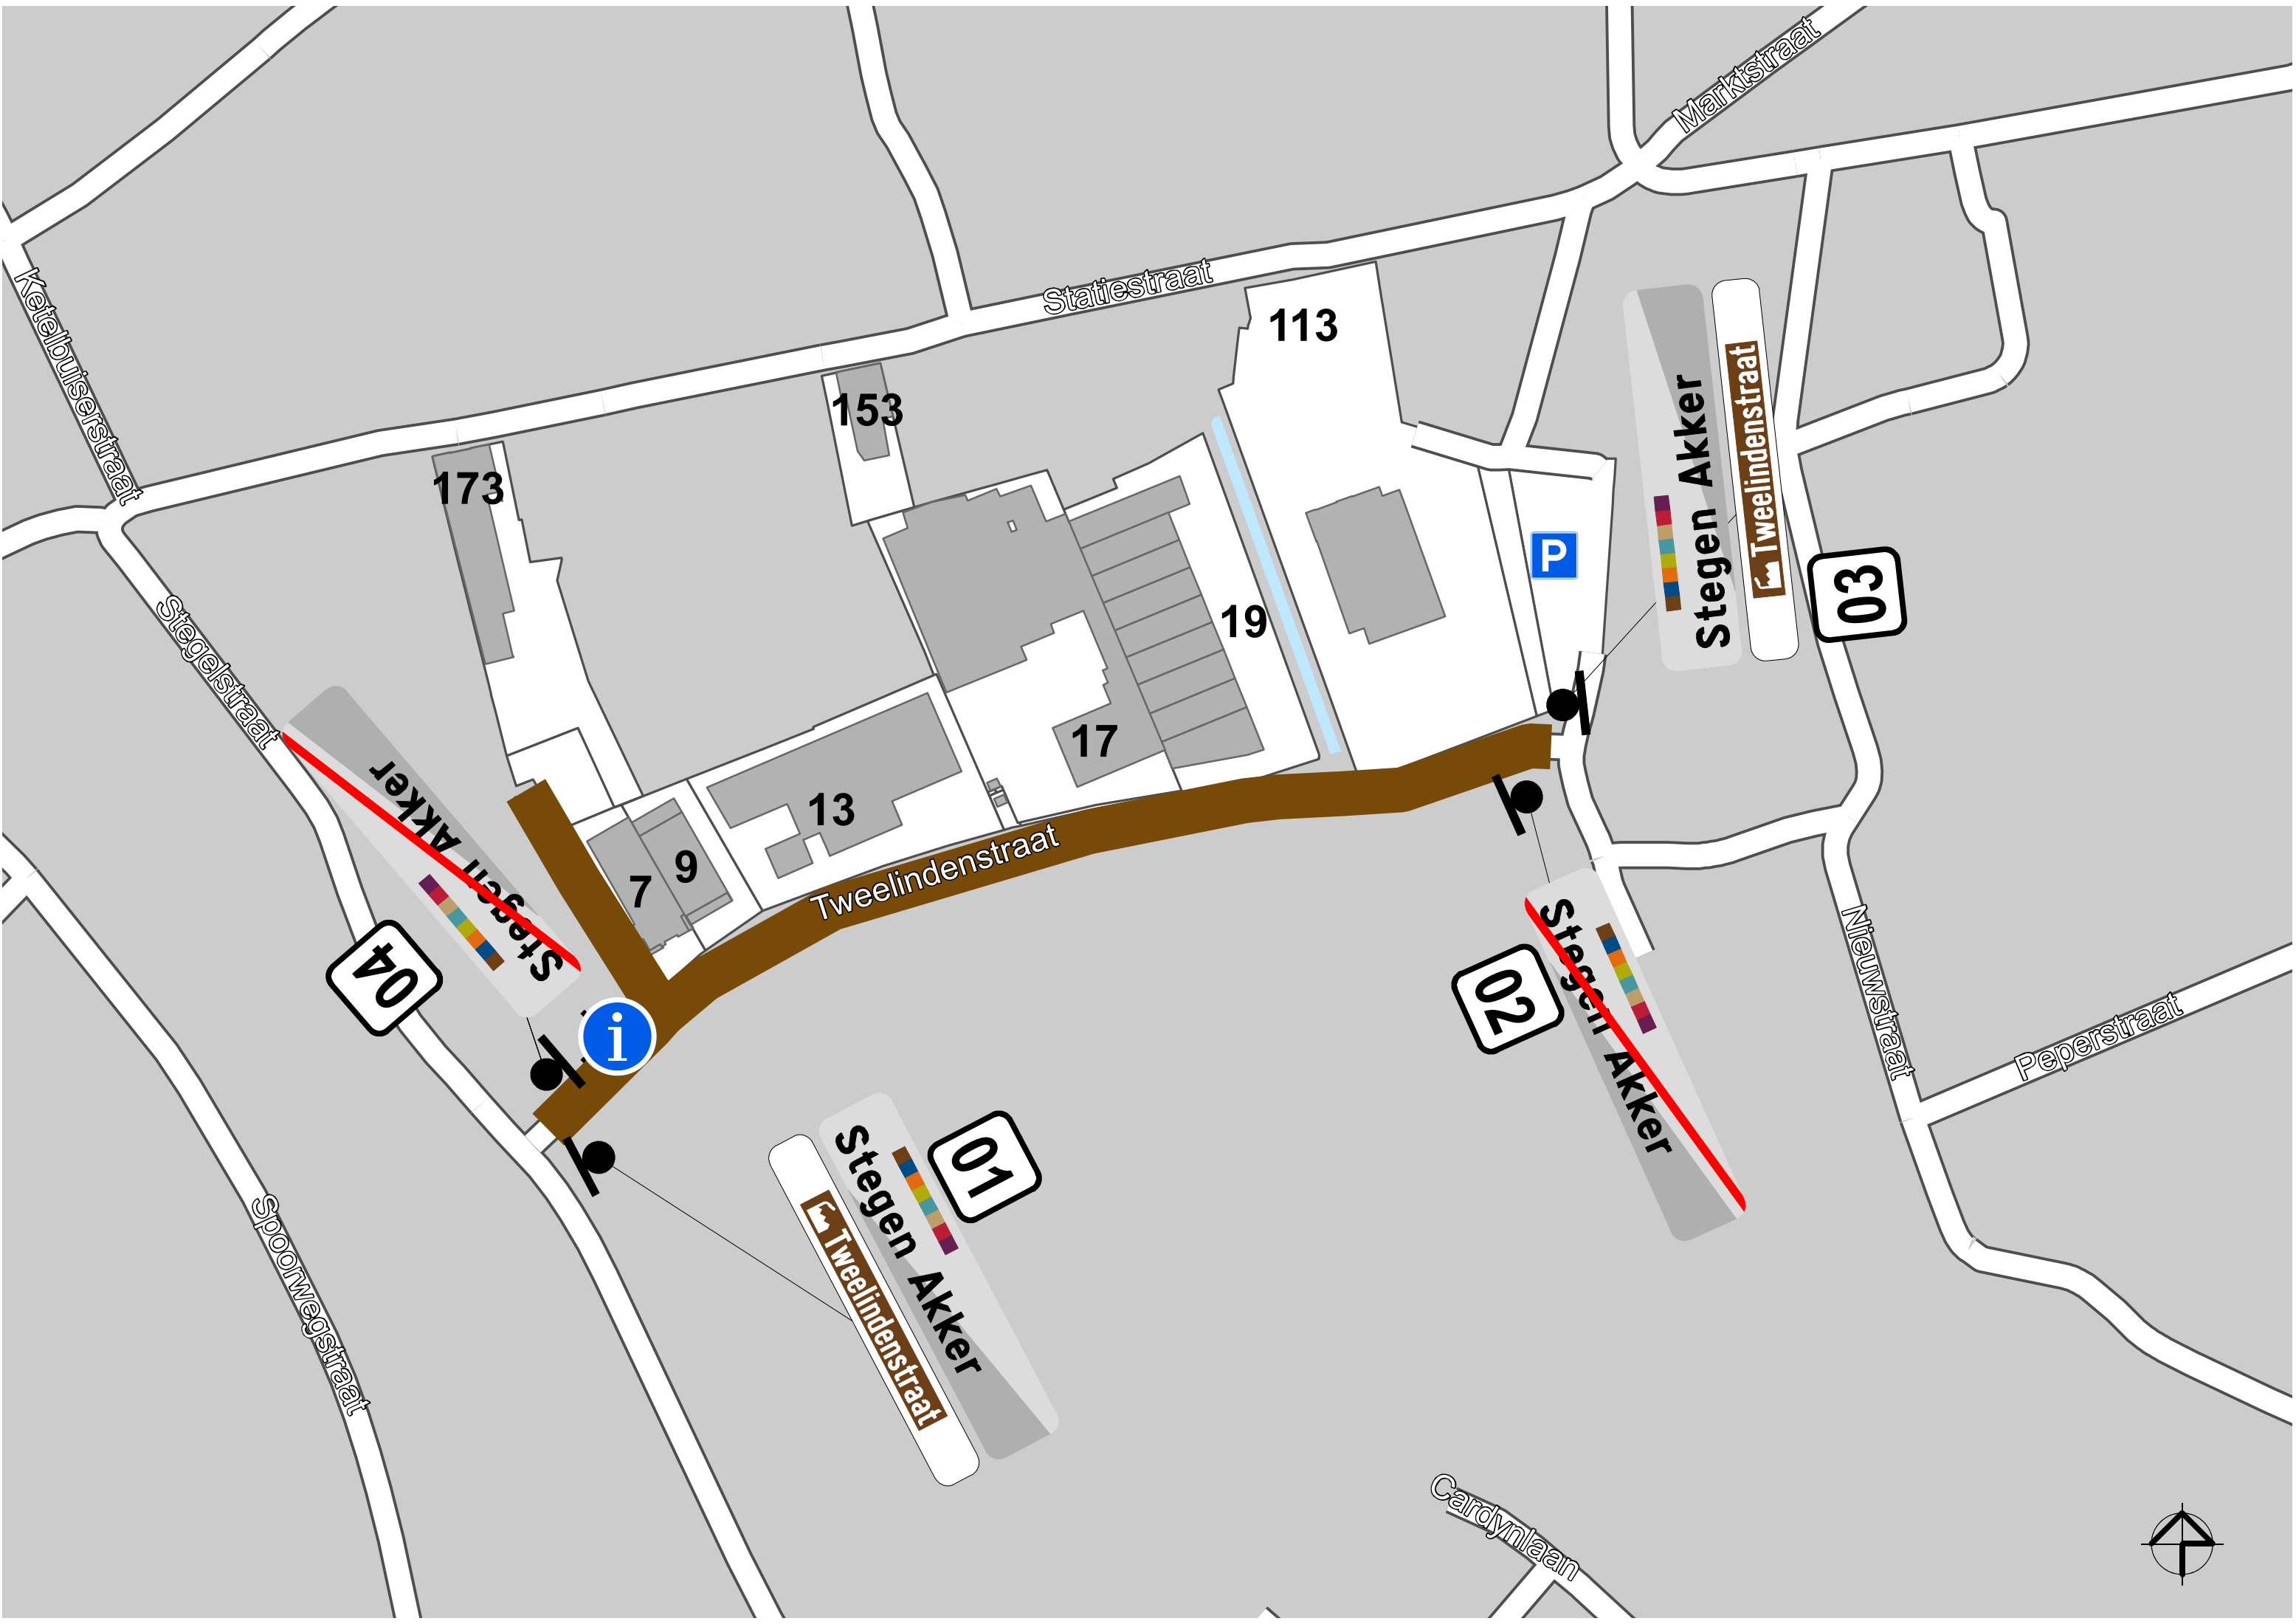 Marktstraat
Statiestraat
Ketelbuiserstraat
113
153
173
Stegen Akker
Tweelindenstraat
P
03
19
Stegelstraat
17
13
9
7
Tweelindenstraat
Stegen Akker
04
i
Stegen Akker
02
Nieuwstraat
Peperstraat
01
Stegen Akker
Tweelindenstraat
Spoorwegstraat
Cardynlaan